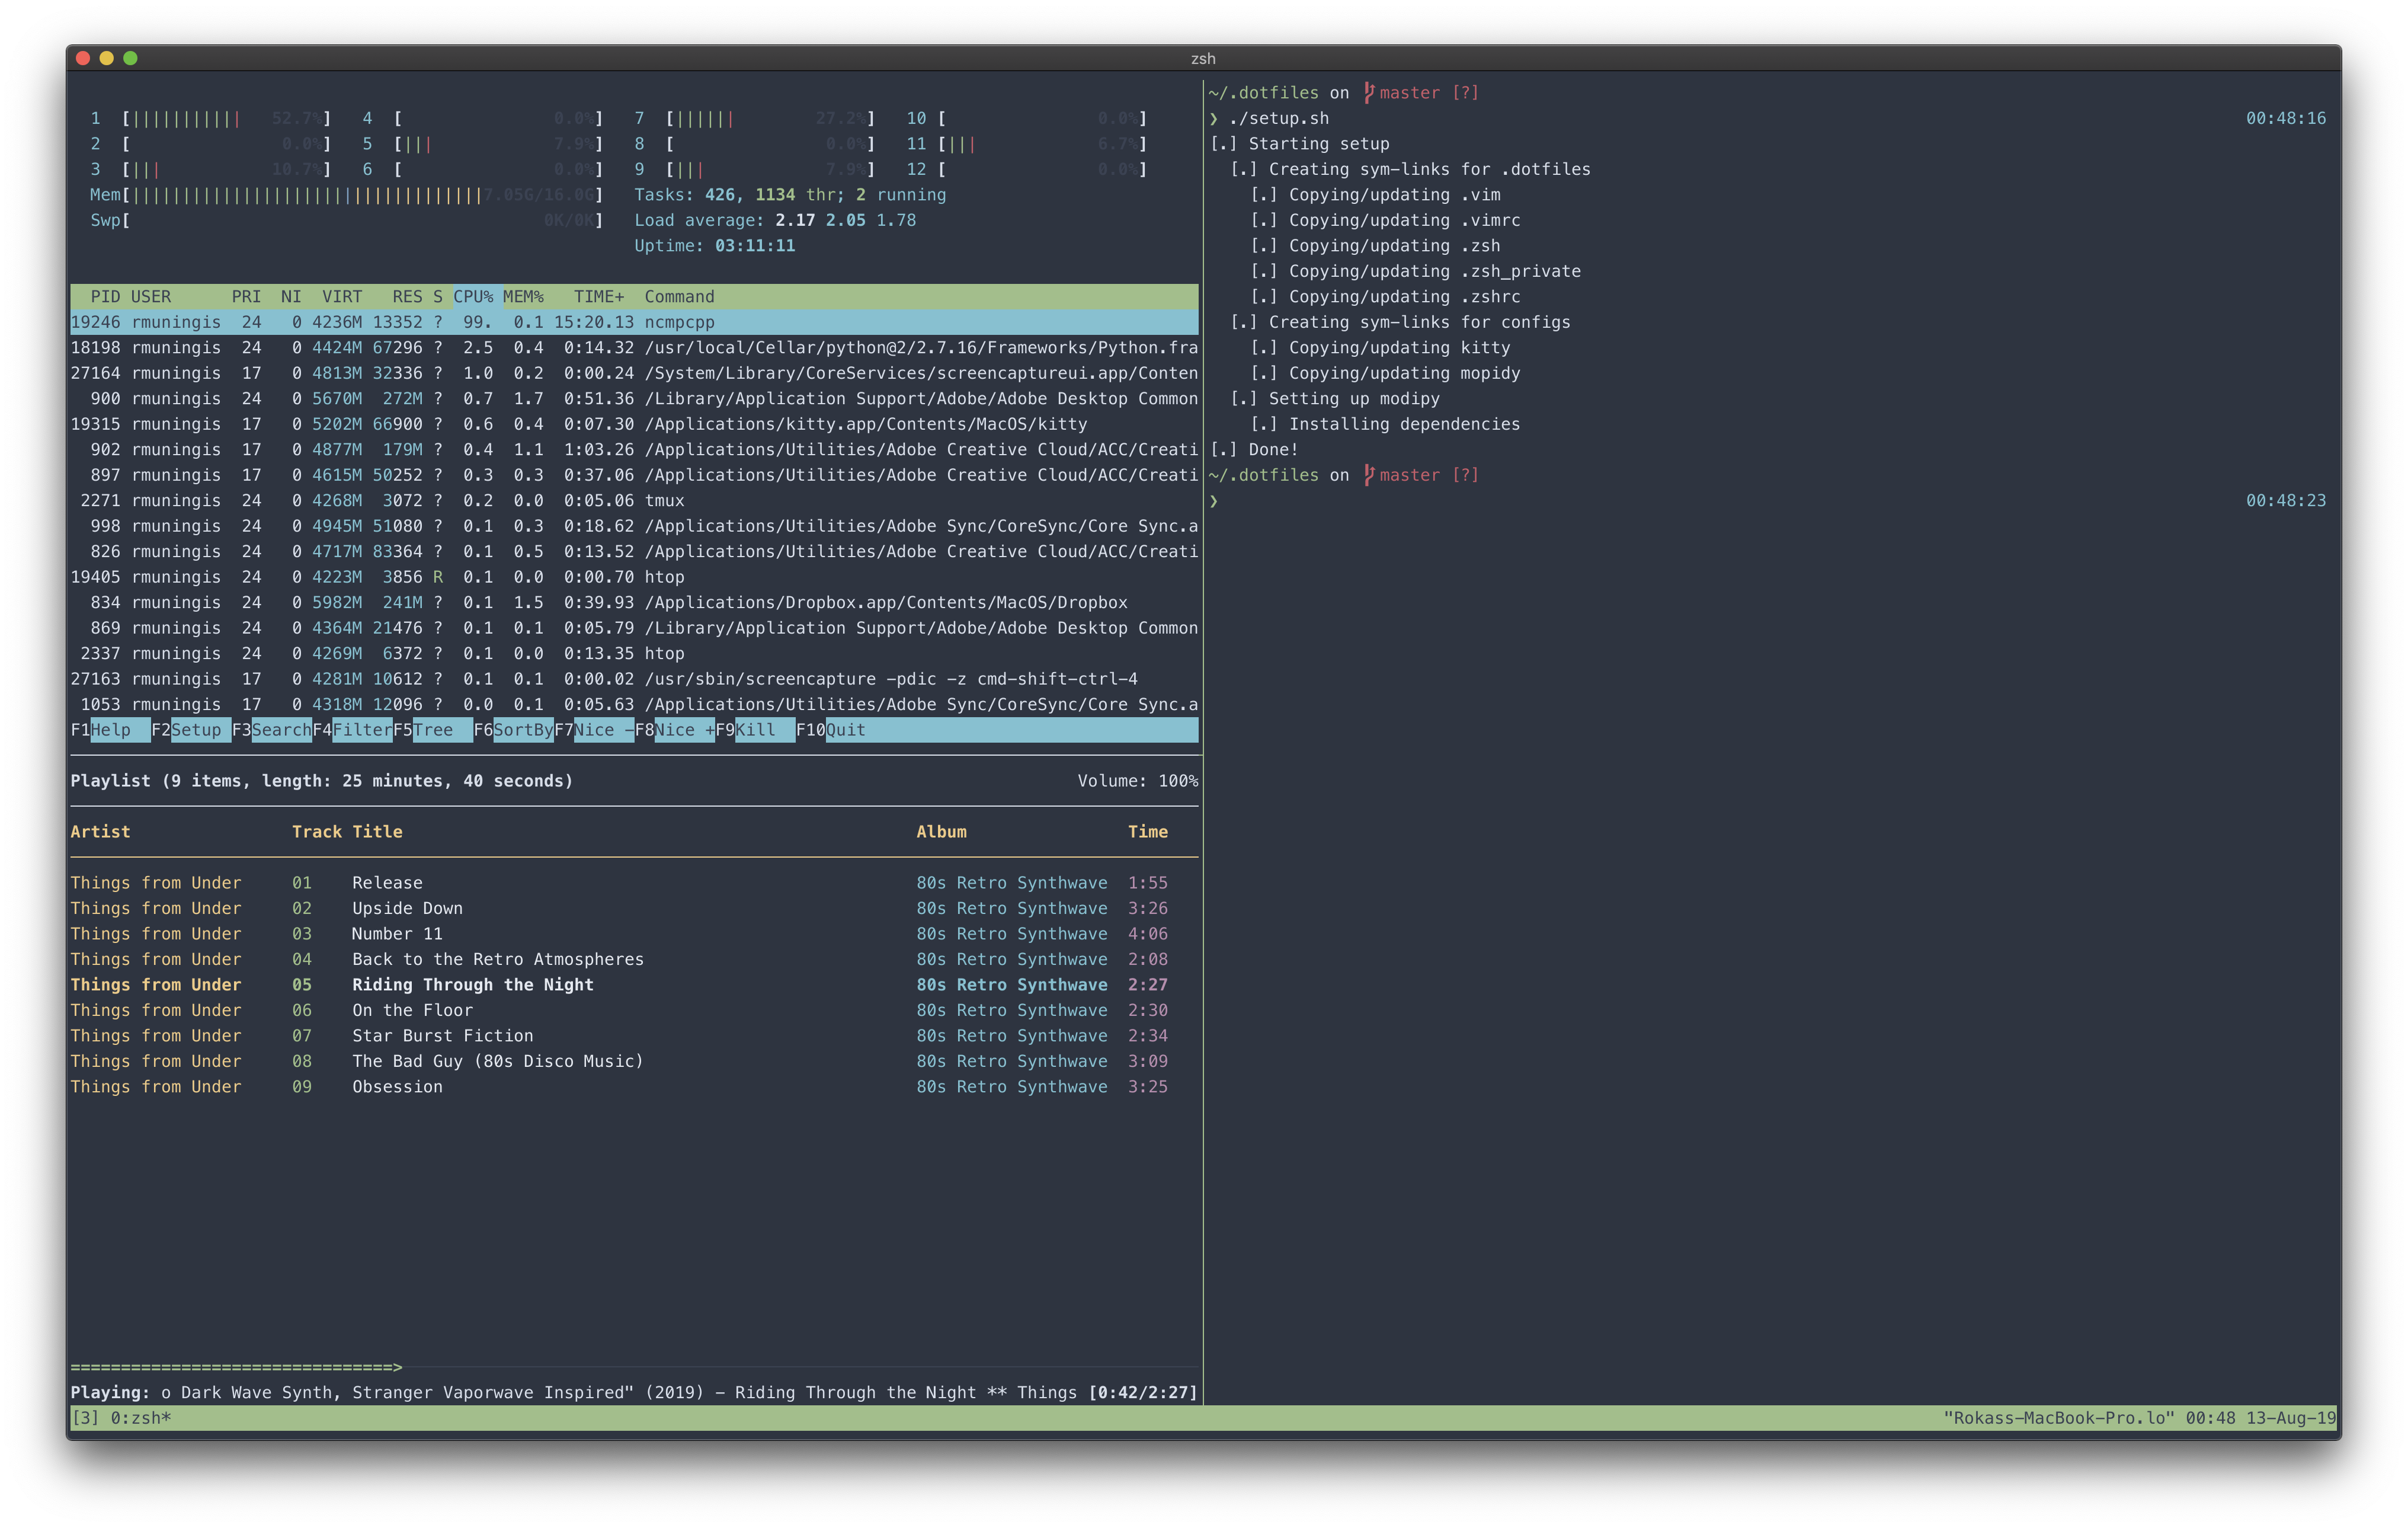 zsh
1 [||||||||||| 52.7%] 4 [ 0.0%] 7 [|||||| 27.2%] 10 [ 0.0%]
2 [ 0.0%] 5 [||| 7.9%] 8 [ 0.0%] 11 [||| 6.7%]
3 [||| 10.7%] 6 [ 0.0%] 9 [||| 7.9%] 12 [ 0.0%]
Mem[|||||||||||||||||||||||||||||||||||7.05G/16.0G] Tasks: 426, 1134 thr; 2 running
Swp[ 0K/0K] Load average: 2.17 2.05 1.78
Uptime: 03:11:11
PID USER PRI NI VIRT RES S CPU% MEM% TIME+ Command
19246 rmuningis 24 0 4236M 13352 ? 99. 0.1 15:20.13 ncmpcpp
18198 rmuningis 24 0 4424M 67296 ? 2.5 0.4 0:14.32 /usr/local/Cellar/python@2/2.7.16/Frameworks/Python.fra
27164 rmuningis 17 0 4813M 32336 ? 1.0 0.2 0:00.24 /System/Library/CoreServices/screencaptureui.app/Conten
900 rmuningis 24 0 5670M 272M ? 0.7 1.7 0:51.36 /Library/Application Support/Adobe/Adobe Desktop Common
19315 rmuningis 17 0 5202M 66900 ? 0.6 0.4 0:07.30 /Applications/kitty.app/Contents/MacOS/kitty
902 rmuningis 17 0 4877M 179M ? 0.4 1.1 1:03.26 /Applications/Utilities/Adobe Creative Cloud/ACC/Creati
897 rmuningis 17 0 4615M 50252 ? 0.3 0.3 0:37.06 /Applications/Utilities/Adobe Creative Cloud/ACC/Creati
2271 rmuningis 24 0 4268M 3072 ? 0.2 0.0 0:05.06 tmux
998 rmuningis 24 0 4945M 51080 ? 0.1 0.3 0:18.62 /Applications/Utilities/Adobe Sync/CoreSync/Core Sync.a
826 rmuningis 24 0 4717M 83364 ? 0.1 0.5 0:13.52 /Applications/Utilities/Adobe Creative Cloud/ACC/Creati
19405 rmuningis 24 0 4223M 3856 R 0.1 0.0 0:00.70 htop
834 rmuningis 24 0 5982M 241M ? 0.1 1.5 0:39.93 /Applications/Dropbox.app/Contents/MacOS/Dropbox
869 rmuningis 24 0 4364M 21476 ? 0.1 0.1 0:05.79 /Library/Application Support/Adobe/Adobe Desktop Common
2337 rmuningis 24 0 4269M 6372 ? 0.1 0.0 0:13.35 htop
27163 rmuningis 17 0 4281M 10612 ? 0.1 0.1 0:00.02 /usr/sbin/screencapture -pdic -z cmd-shift-ctrl-4
1053 rmuningis 17 0 4318M 12096 ? 0.0 0.1 0:05.63 /Applications/Utilities/Adobe Sync/CoreSync/Core Sync.a
F1Help F2Setup F3SearchF4FilterF5Tree F6SortByF7Nice -F8Nice +F9Kill F10Quit
Playlist (9 items, length: 25 minutes, 40 seconds) Volume: 100%
Artist Track Title Album Time
Things from Under 01 Release 80s Retro Synthwave 1:55
Things from Under 02 Upside Down 80s Retro Synthwave 3:26
Things from Under 03 Number 11 80s Retro Synthwave 4:06
Things from Under 04 Back to the Retro Atmospheres 80s Retro Synthwave 2:08
Things from Under 05 Riding Through the Night 80s Retro Synthwave 2:27
Things from Under 06 On the Floor 80s Retro Synthwave 2:30
Things from Under 07 Star Burst Fiction 80s Retro Synthwave 2:34
Things from Under 08 The Bad Guy (80s Disco Music) 80s Retro Synthwave 3:09
Things from Under 09 Obsession 80s Retro Synthwave 3:25
================================>
Playing: o Dark Wave Synth, Stranger Vaporwave Inspired" (2019) - Riding Through the Night ** Things [0:42/2:27]
~/.dotfiles on master [?]
❯ ./setup.sh 00:48:16
[.] Starting setup
[.] Creating sym-links for .dotfiles
[.] Copying/updating .vim
[.] Copying/updating .vimrc
[.] Copying/updating .zsh
[.] Copying/updating .zsh_private
[.] Copying/updating .zshrc
[.] Creating sym-links for configs
[.] Copying/updating kitty
[.] Copying/updating mopidy
[.] Setting up modipy
[.] Installing dependencies
[.] Done!
~/.dotfiles on master [?]
❯ 00:48:23
[3] 0:zsh* "Rokass-MacBook-Pro.lo" 00:48 13-Aug-19